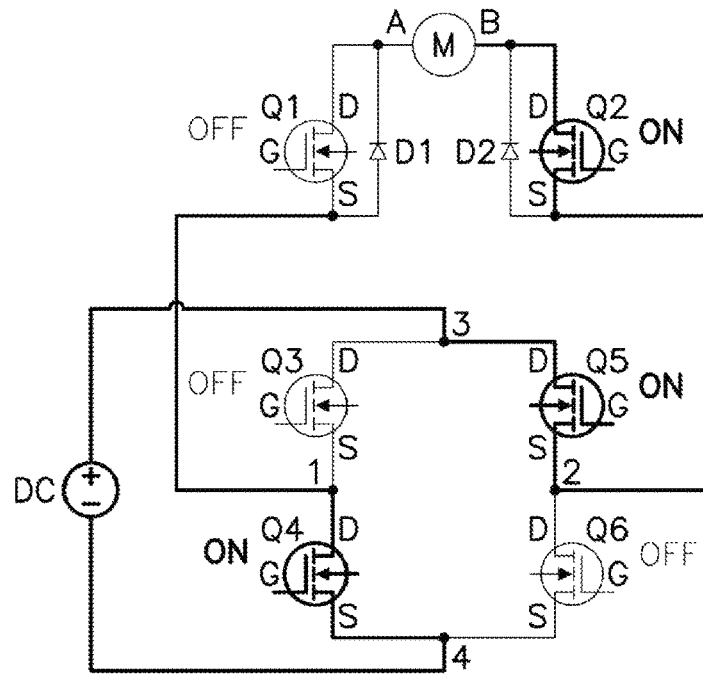 A M B
Q1 D D Q2
OFF ON
G D1 D2 G
S S
3
Q3 D D Q5
OFF ON
G G
S S
1 2
DC + −
Q4 D D Q6
ON OFF
G G
S S
4